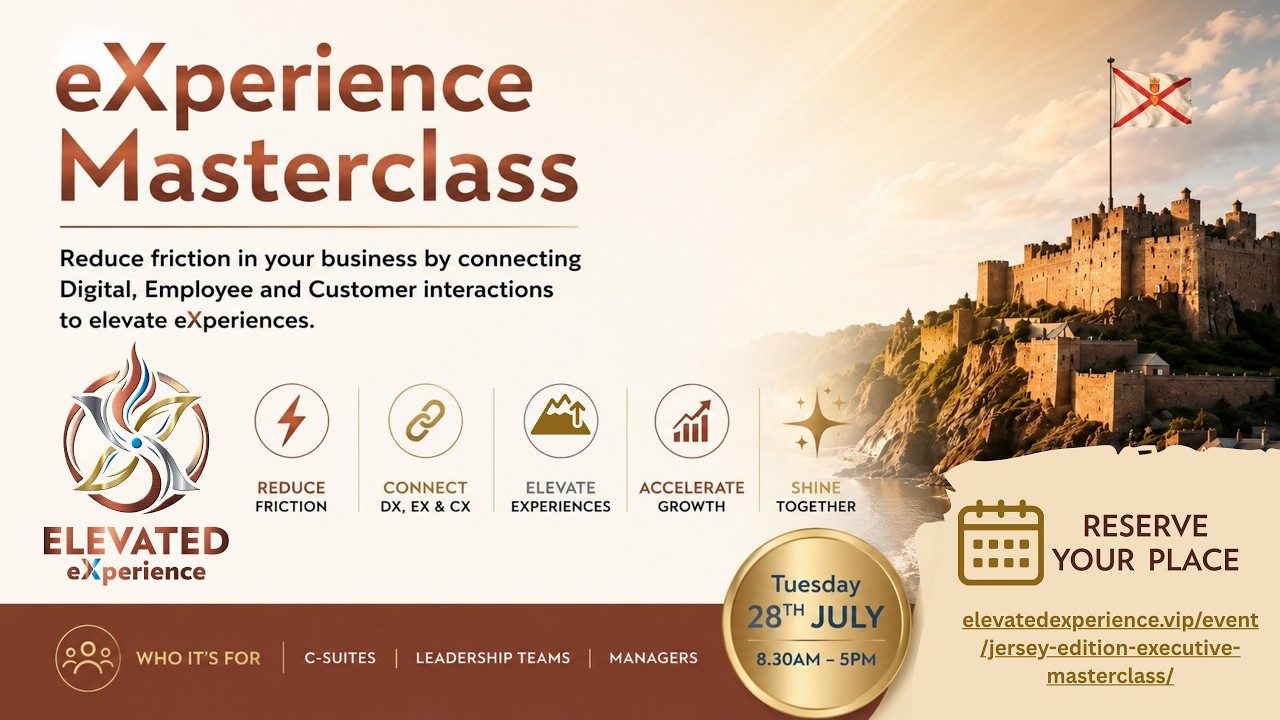 eXperience
Masterclass
Reduce friction in your business by connecting
Digital, Employee and Customer interactions
to elevate eXperiences.
ELEVATED
eXperience
REDUCE
FRICTION
CONNECT
DX, EX & CX
ELEVATE
EXPERIENCES
ACCELERATE
GROWTH
SHINE
TOGETHER
RESERVE
YOUR PLACE
elevatedexperience.vip/event
/jersey-edition-executive-
masterclass/
Tuesday
28TH JULY
8.30AM – 5PM
WHO IT'S FOR
C-SUITES
LEADERSHIP TEAMS
MANAGERS